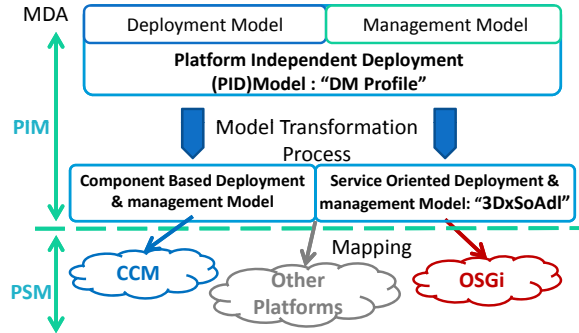 MDA
Deployment Model
Management Model
Platform Independent Deployment
(PID)Model : “DM Profile”
PIM
Model Transformation
Process
Component Based Deployment
& management Model
Service Oriented Deployment &
management Model: “3DxSoAdl”
Mapping
PSM
CCM
Other
Platforms
OSGi